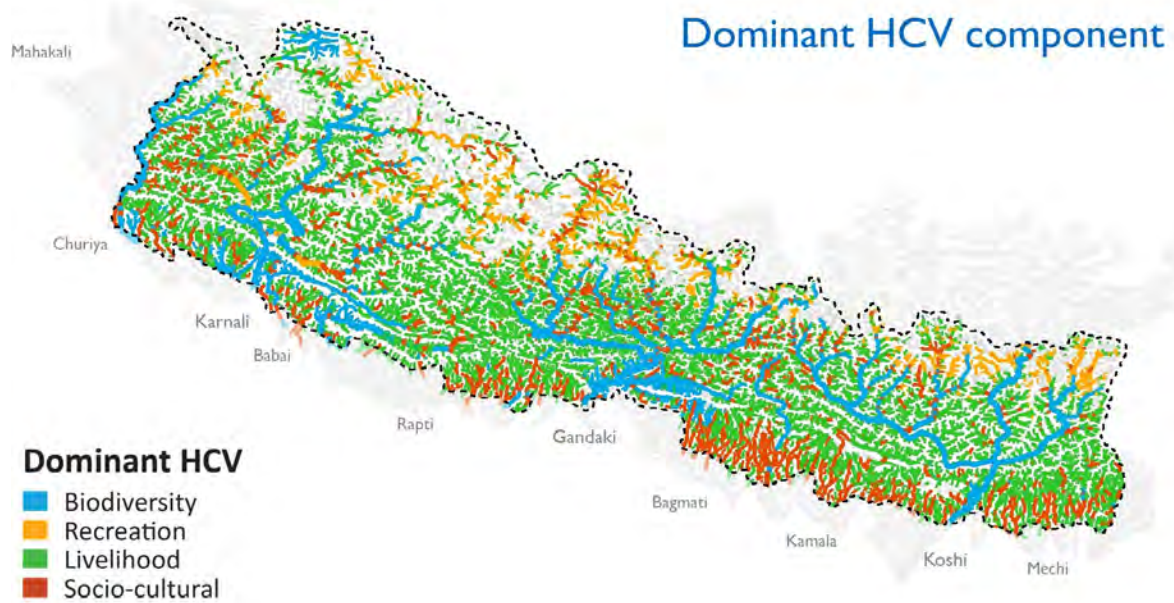 Dominant HCV component
Mahakali
Churiya
Karnali
Babai
Rapti
Gandaki
Bagmati
Kamala
Koshi
Mechi
Dominant HCV
Biodiversity
Recreation
Livelihood
Socio-cultural